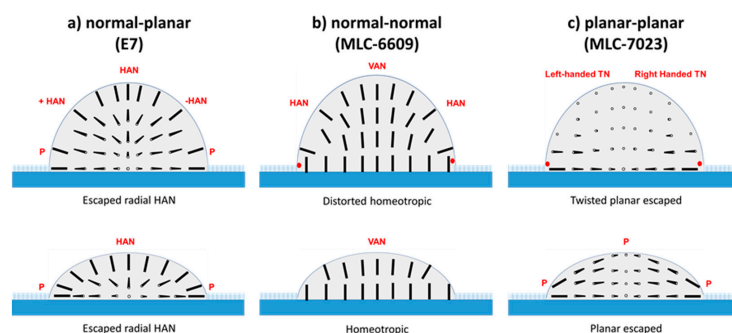 a) normal-planar
(E7)
b) normal-normal
(MLC-6609)
c) planar-planar
(MLC-7023)
HAN
+ HAN
-HAN
P
P
Escaped radial HAN
VAN
HAN
HAN
Distorted homeotropic
Left-handed TN
Right Handed TN
Twisted planar escaped
HAN
P
P
Escaped radial HAN
VAN
Homeotropic
P
P
P
Planar escaped